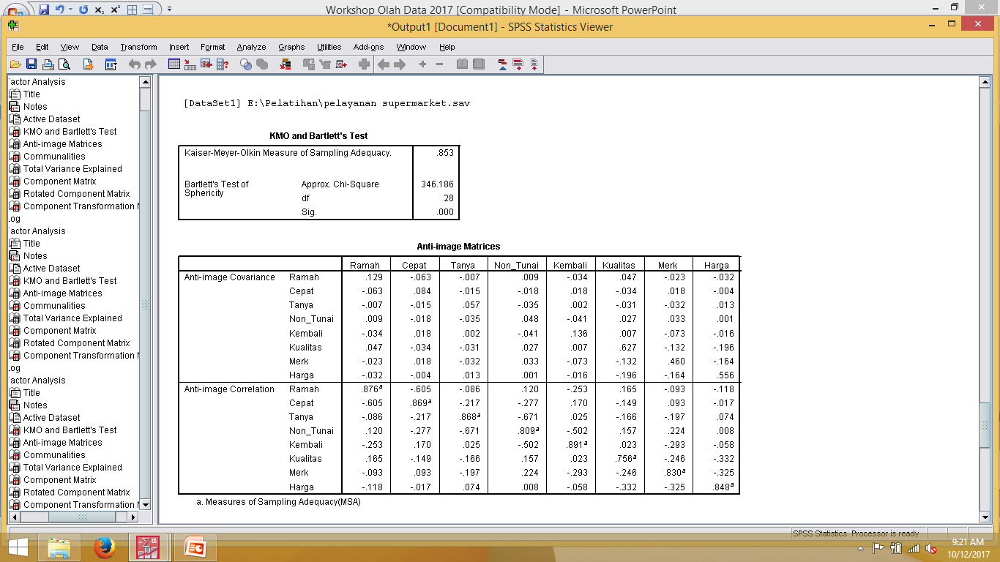 Workshop Olah Data 2017 [Compatibility Mode] - Microsoft PowerPoint
*Output1 [Document1] - SPSS Statistics Viewer
File Edit View Data Transform Insert Format Analyze Graphs Utilities Add-ons Window Help
actor Analysis
Title
Notes
Active Dataset
KMO and Bartlett's Test
Anti-image Matrices
Communalities
Total Variance Explained
Component Matrix
Rotated Component Matrix
Component Transformation
.og
actor Analysis
Title
Notes
Active Dataset
KMO and Bartlett's Test
Anti-image Matrices
Communalities
Total Variance Explained
Component Matrix
Rotated Component Matrix
Component Transformation
.og
actor Analysis
Title
Notes
Active Dataset
KMO and Bartlett's Test
Anti-image Matrices
Communalities
Total Variance Explained
Component Matrix
Rotated Component Matrix
Component Transformation
[DataSet1] E:\Pelatihan\pelayanan supermarket.sav
KMO and Bartlett's Test
Kaiser-Meyer-Olkin Measure of Sampling Adequacy. .853
Bartlett's Test of Sphericity Approx. Chi-Square 346.186
df 28
Sig. .000
Anti-image Matrices
Ramah Cepat Tanya Non_Tunai Kembali Kualitas Merk Harga
Anti-image Covariance Ramah .129 -.063 -.007 .009 -.034 .047 -.023 -.032
Cepat -.063 .084 -.015 -.018 .018 -.034 .018 -.004
Tanya -.007 -.015 .057 -.035 .002 -.031 -.032 .013
Non_Tunai .009 -.018 -.035 .048 -.041 .027 .033 .001
Kembali -.034 .018 .002 -.041 .136 .007 -.073 -.016
Kualitas .047 -.034 -.031 .027 .007 .627 -.132 -.196
Merk -.023 .018 -.032 .033 -.073 -.132 .460 -.164
Harga -.032 -.004 .013 .001 -.016 -.196 -.164 .556
Anti-image Correlation Ramah .876a -.605 -.086 .120 -.253 .165 -.093 -.118
Cepat -.605 .869a -.217 -.277 .170 -.149 .093 -.017
Tanya -.086 -.217 .868a -.671 .025 -.166 -.197 .074
Non_Tunai .120 -.277 -.671 .809a -.502 .157 .224 .008
Kembali -.253 .170 .025 -.502 .891a .023 -.293 -.058
Kualitas .165 -.149 -.166 .157 .023 .756a -.246 -.332
Merk -.093 .093 -.197 .224 -.293 -.246 .830a -.325
Harga -.118 -.017 .074 .008 -.058 -.332 -.325 .848a
a. Measures of Sampling Adequacy(MSA)
SPSS Statistics Processor is ready
9:21 AM
10/12/2017